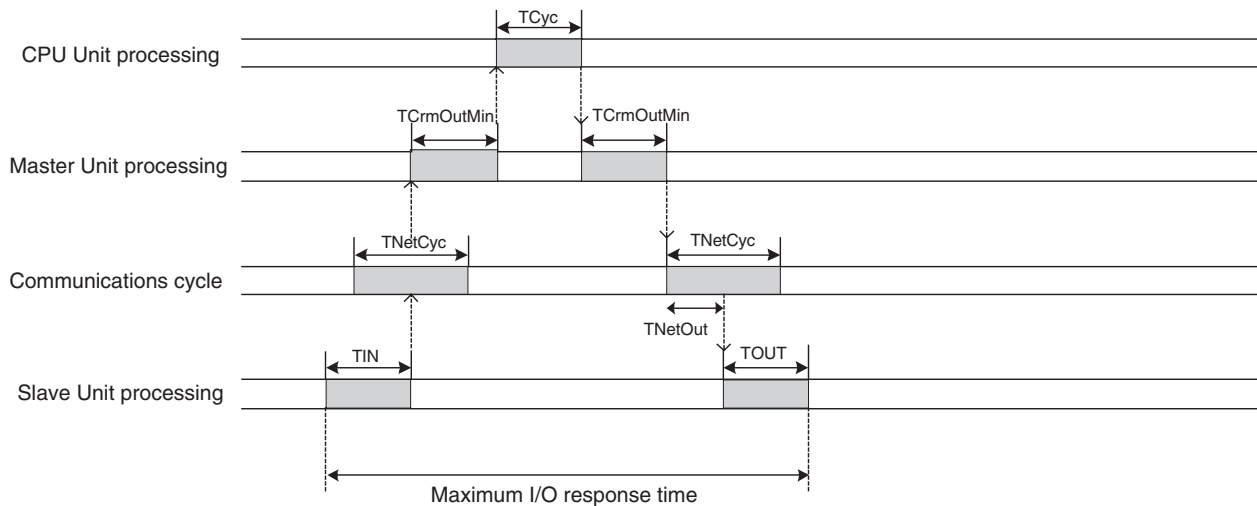 TCyc
CPU Unit processing
TCrmOutMin
TCrmOutMin
Master Unit processing
TNetCyc
TNetCyc
Communications cycle
TNetOut
TIN
TOUT
Slave Unit processing
Maximum I/O response time